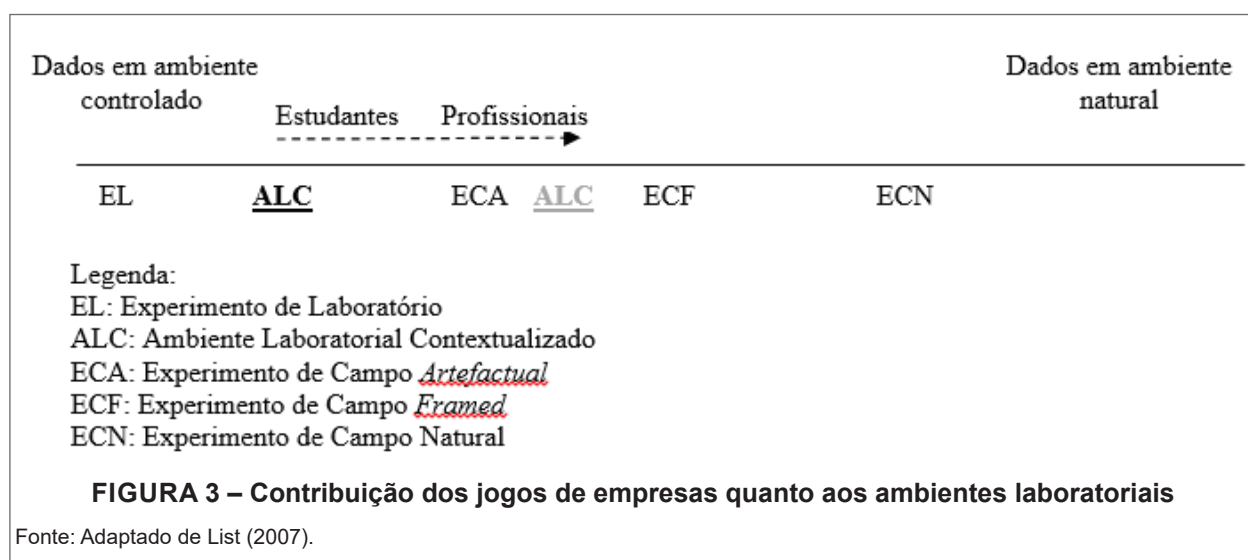 Dados em ambiente controlado
Dados em ambiente natural
Estudantes Profissionais
EL ALC ECA ALC ECF ECN
Legenda:
EL: Experimento de Laboratório
ALC: Ambiente Laboratorial Contextualizado
ECA: Experimento de Campo Artefactual
ECF: Experimento de Campo Framed
ECN: Experimento de Campo Natural
FIGURA 3 – Contribuição dos jogos de empresas quanto aos ambientes laboratoriais
Fonte: Adaptado de List (2007).